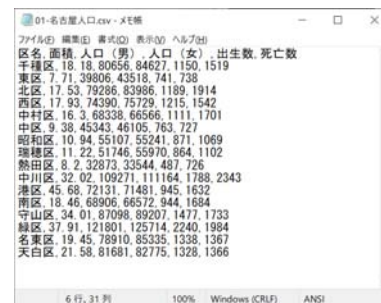 01-名古屋人口.csv - メモ帳
ファイル(F) 編集(E) 書式(O) 表示(V) ヘルプ(H)
区名, 面積, 人口（男）, 人口（女）, 出生数, 死亡数
千種区, 18. 18, 80656, 84627, 1150, 1519
東区, 7. 71, 39806, 43518, 741, 738
北区, 17. 53, 79286, 83986, 1189, 1914
西区, 17. 93, 74390, 75729, 1215, 1542
中村区, 16. 3, 68338, 66566, 1111, 1701
中区, 9. 38, 45343, 46105, 763, 727
昭和区, 10. 94, 55107, 55241, 871, 1069
瑞穂区, 11. 22, 51746, 55970, 864, 1102
熱田区, 8. 2, 32873, 33544, 487, 726
中川区, 32. 02, 109271, 111164, 1788, 2343
港区, 45. 68, 72131, 71481, 945, 1632
南区, 18. 46, 68906, 66572, 944, 1684
守山区, 34. 01, 87098, 89207, 1477, 1733
緑区, 37. 91, 121801, 125714, 2240, 1984
名東区, 19. 45, 78910, 85335, 1338, 1367
天白区, 21. 58, 81681, 82775, 1328, 1366
6 行, 31 列 100% Windows (CRLF) ANSI